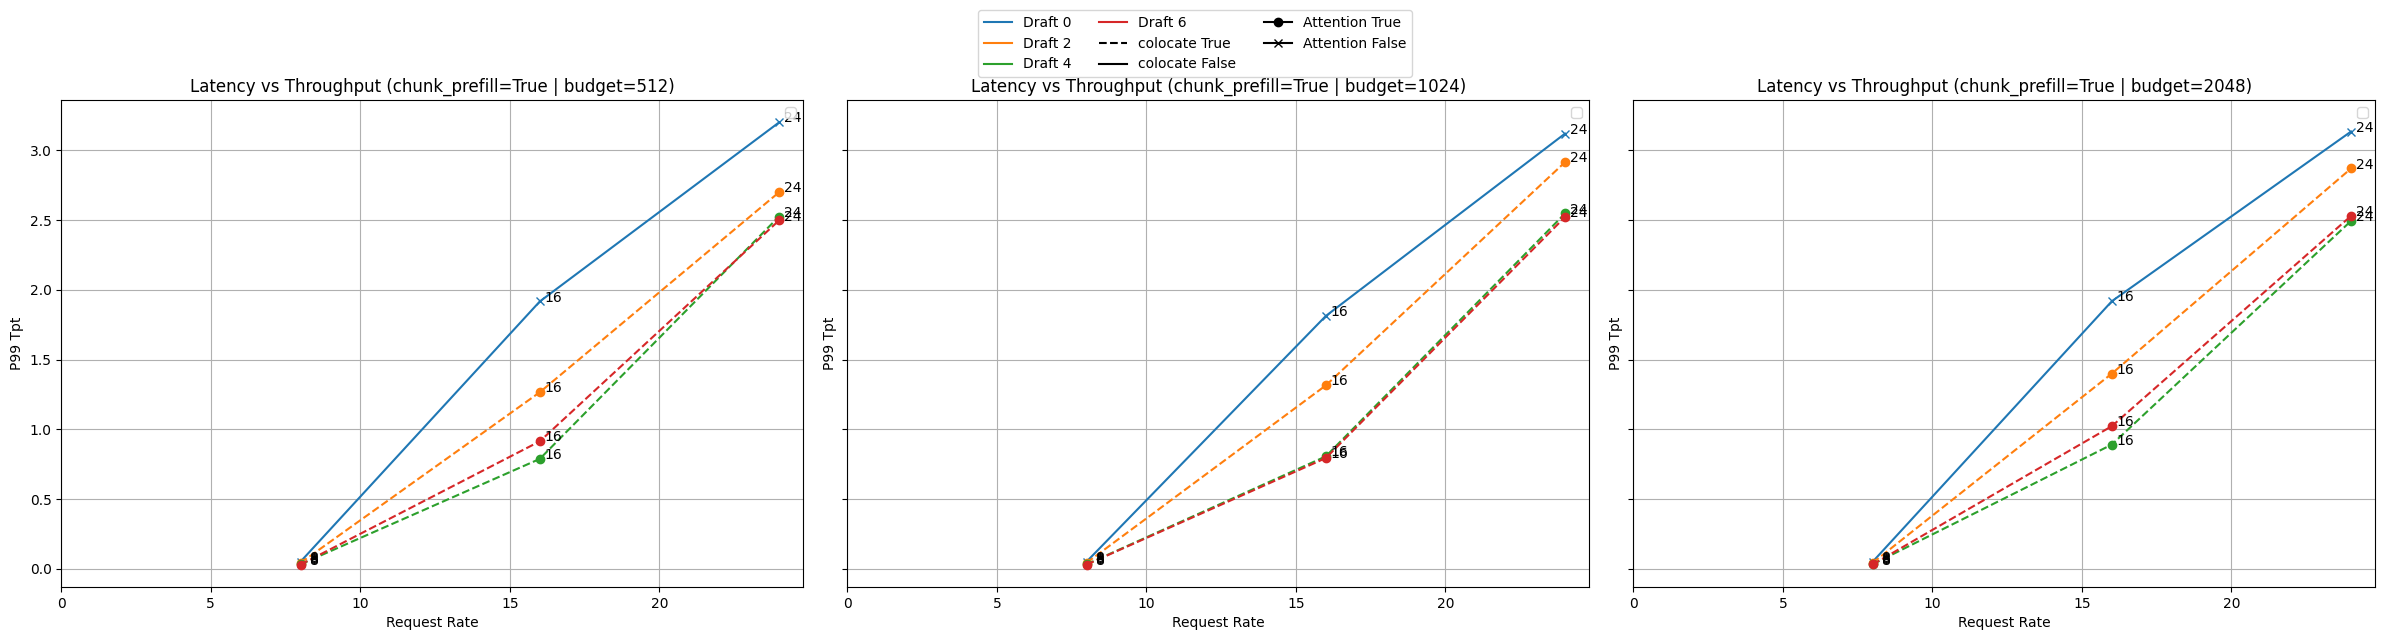 Draft 0
Draft 2
Draft 4
Draft 6
colocate True
colocate False
Attention True
Attention False
Latency vs Throughput (chunk_prefill=True | budget=512)
P99 Tpt
3.0
2.5
2.0
1.5
1.0
0.5
0.0
24
24
24
24
16
16
16
16
0
5
10
15
20
Request Rate
Latency vs Throughput (chunk_prefill=True | budget=1024)
P99 Tpt
24
24
24
24
16
16
16
16
0
5
10
15
20
Request Rate
Latency vs Throughput (chunk_prefill=True | budget=2048)
P99 Tpt
24
24
24
24
16
16
16
16
0
5
10
15
20
Request Rate